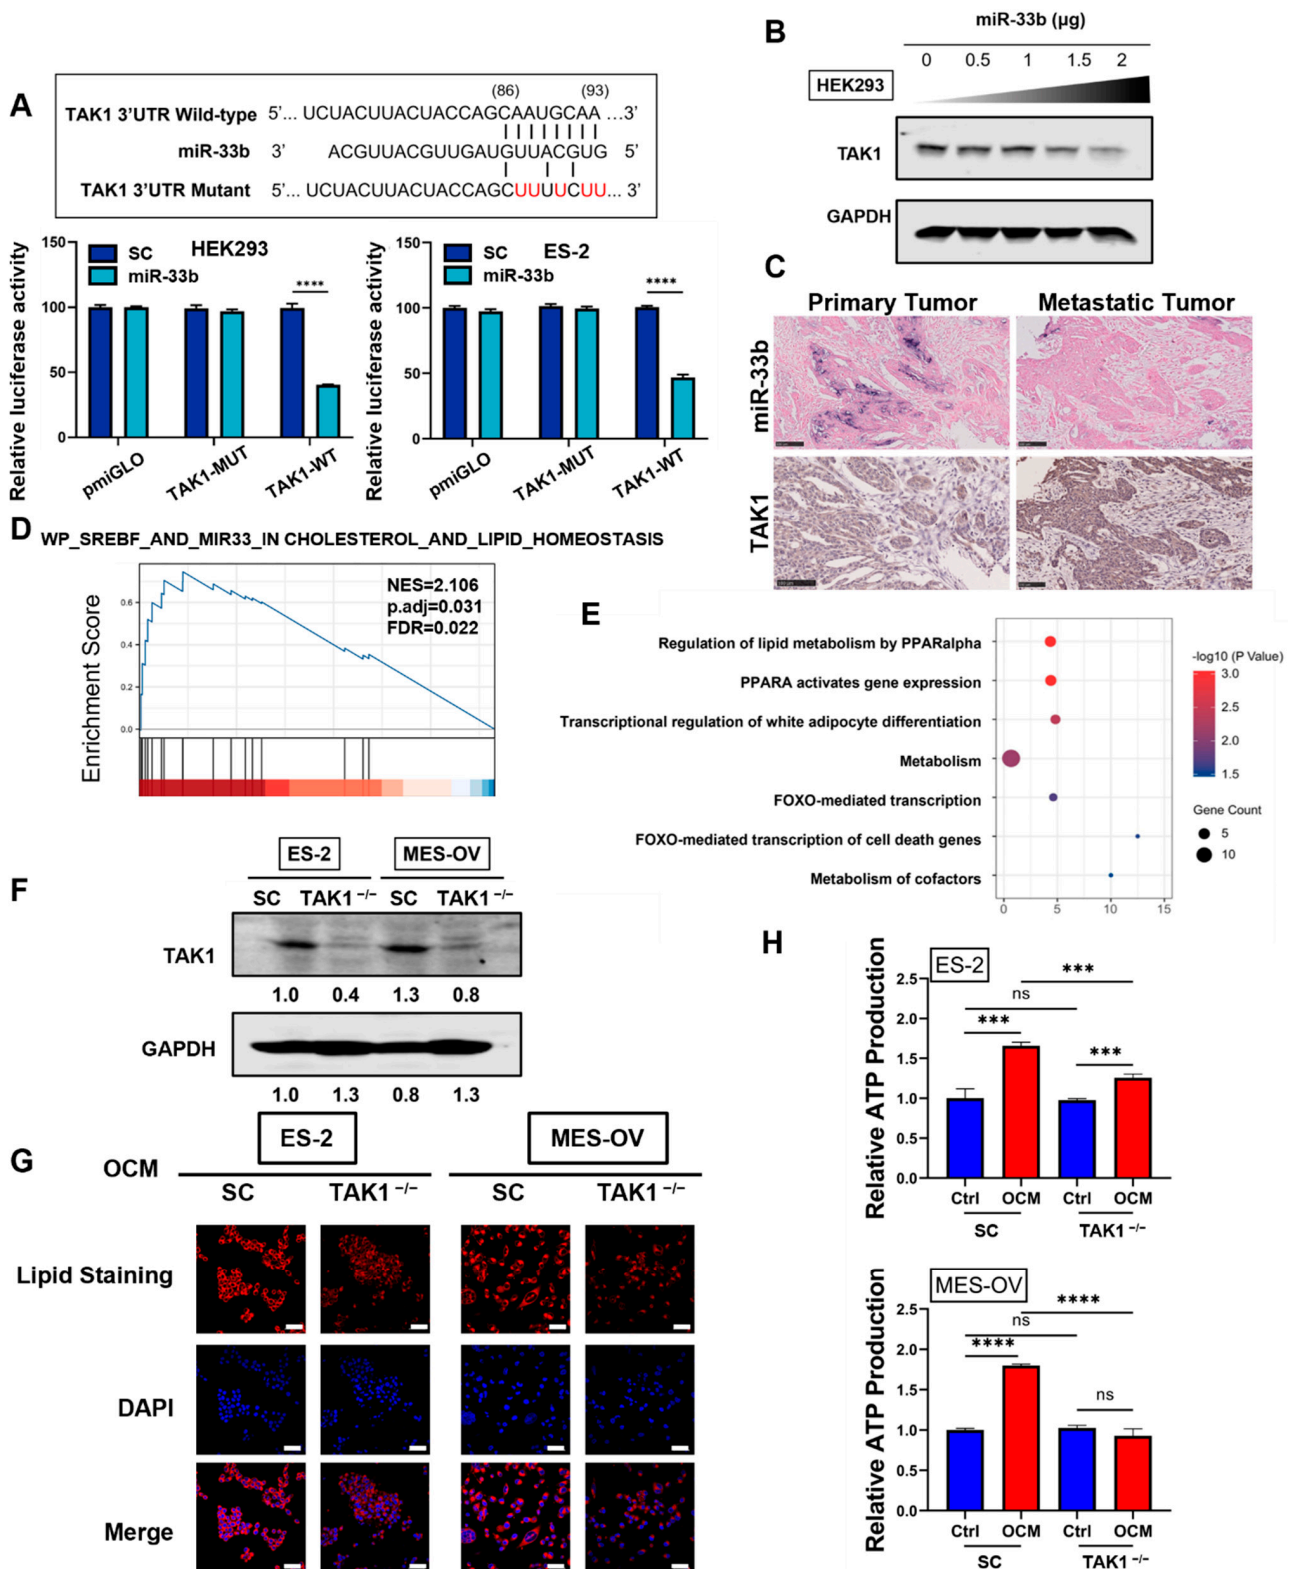 A
TAK1 3'UTR Wild-type 5'... UCUACUUACUACCAGCAAUGCAA ...3'
(86) (93)
miR-33b 3' ACGUUACGUUGAUGUUACGUG 5'
TAK1 3'UTR Mutant 5'... UCUACUUACUACCAGCUUUUCUU... 3'
Relative luciferase activity
150
100
50
0
SC
miR-33b
HEK293
****
pmiGLO
TAK1-MUT
TAK1-WT
Relative luciferase activity
150
100
50
0
SC
miR-33b
ES-2
****
pmiGLO
TAK1-MUT
TAK1-WT
B
miR-33b (µg)
0 0.5 1 1.5 2
HEK293
TAK1
GAPDH
C
Primary Tumor Metastatic Tumor
miR-33b
TAK1
D
WP_SREBF_AND_MIR33_IN CHOLESTEROL_AND_LIPID_HOMEOSTASIS
Enrichment Score
0.6
0.4
0.2
0.0
NES=2.106
p.adj=0.031
FDR=0.022
E
Regulation of lipid metabolism by PPARalpha
PPARA activates gene expression
Transcriptional regulation of white adipocyte differentiation
Metabolism
FOXO-mediated transcription
FOXO-mediated transcription of cell death genes
Metabolism of cofactors
0 5 10 15
-log10 (P Value)
3.0
2.0
1.5
Gene Count
5
10
F
ES-2 MES-OV
SC TAK1 −/− SC TAK1 −/−
TAK1
1.0 0.4 1.3 0.8
GAPDH
1.0 1.3 0.8 1.3
G
OCM
ES-2 MES-OV
SC TAK1 −/− SC TAK1 −/−
Lipid Staining
DAPI
Merge
H
Relative ATP Production
ES-2
2.5
2.0
1.5
1.0
0.5
0.0
***
ns
***
***
Ctrl OCM Ctrl OCM
SC TAK1 −/−
Relative ATP Production
MES-OV
2.5
2.0
1.5
1.0
0.5
0.0
****
ns
****
ns
Ctrl OCM Ctrl OCM
SC TAK1 −/−